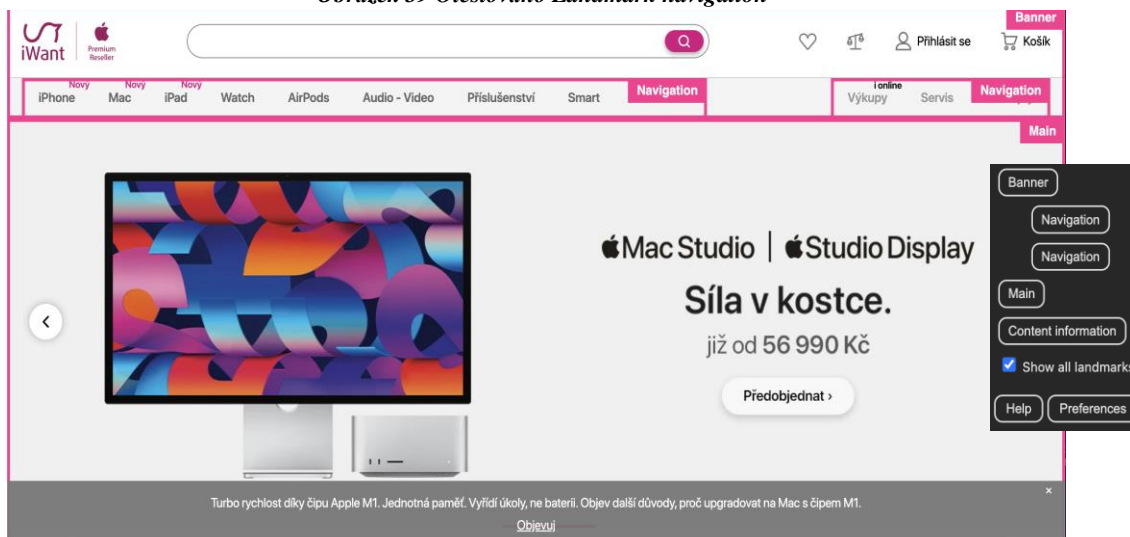 Obrázek 39 Otestováno Landmark navigation
Banner
iWant Premium Reseller
Přihlásit se Košík
Nový Nový Nový
iPhone Mac iPad Watch AirPods Audio - Video Příslušenství Smart Navigation
i online
Výkupy Servis Navigation
Main
Mac Studio | Studio Display
Síla v kostce.
již od 56 990 Kč
Předobjednat ›
Banner
Navigation
Navigation
Main
Content information
Show all landmarks
Help Preferences
Turbo rychlost díky čipu Apple M1. Jednotná paměť. Vyřídí úkoly, ne baterii. Objev další důvody, proč upgradovat na Mac s čipem M1.
×
Objevuj